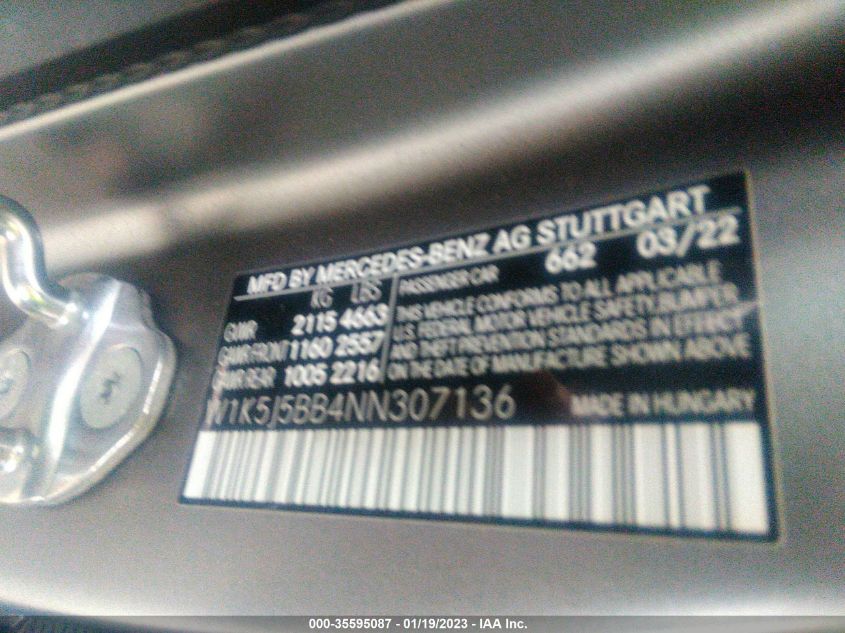 MFD BY MERCEDES-BENZ AG STUTTGART
KG LBS
GVWR 2115 4663
GAWR FRONT 1160 2557
GAWR REAR 1005 2216
PASSENGER CAR 662 03/22
THIS VEHICLE CONFORMS TO ALL APPLICABLE
U.S. FEDERAL MOTOR VEHICLE SAFETY, BUMPER
AND THEFT PREVENTION STANDARDS IN EFFECT
ON THE DATE OF MANUFACTURE SHOWN ABOVE
W1K5J5BB4NN307136 MADE IN HUNGARY
000-35595087 - 01/19/2023 - IAA Inc.